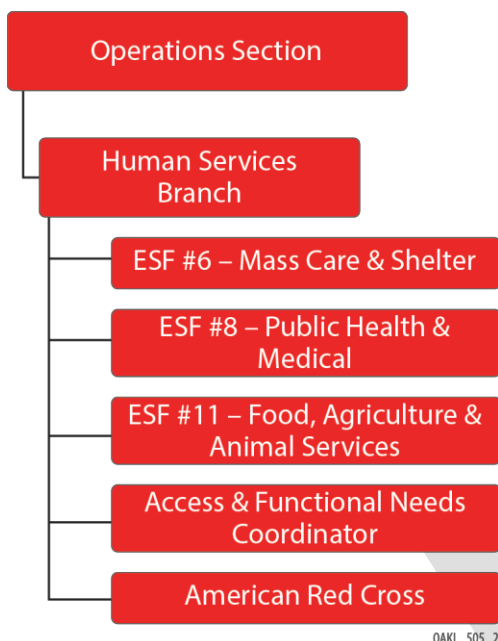 Operations Section
Human Services
Branch
ESF #6 – Mass Care & Shelter
ESF #8 – Public Health &
Medical
ESF #11 – Food, Agriculture &
Animal Services
Access & Functional Needs
Coordinator
American Red Cross
OAKL_505_2